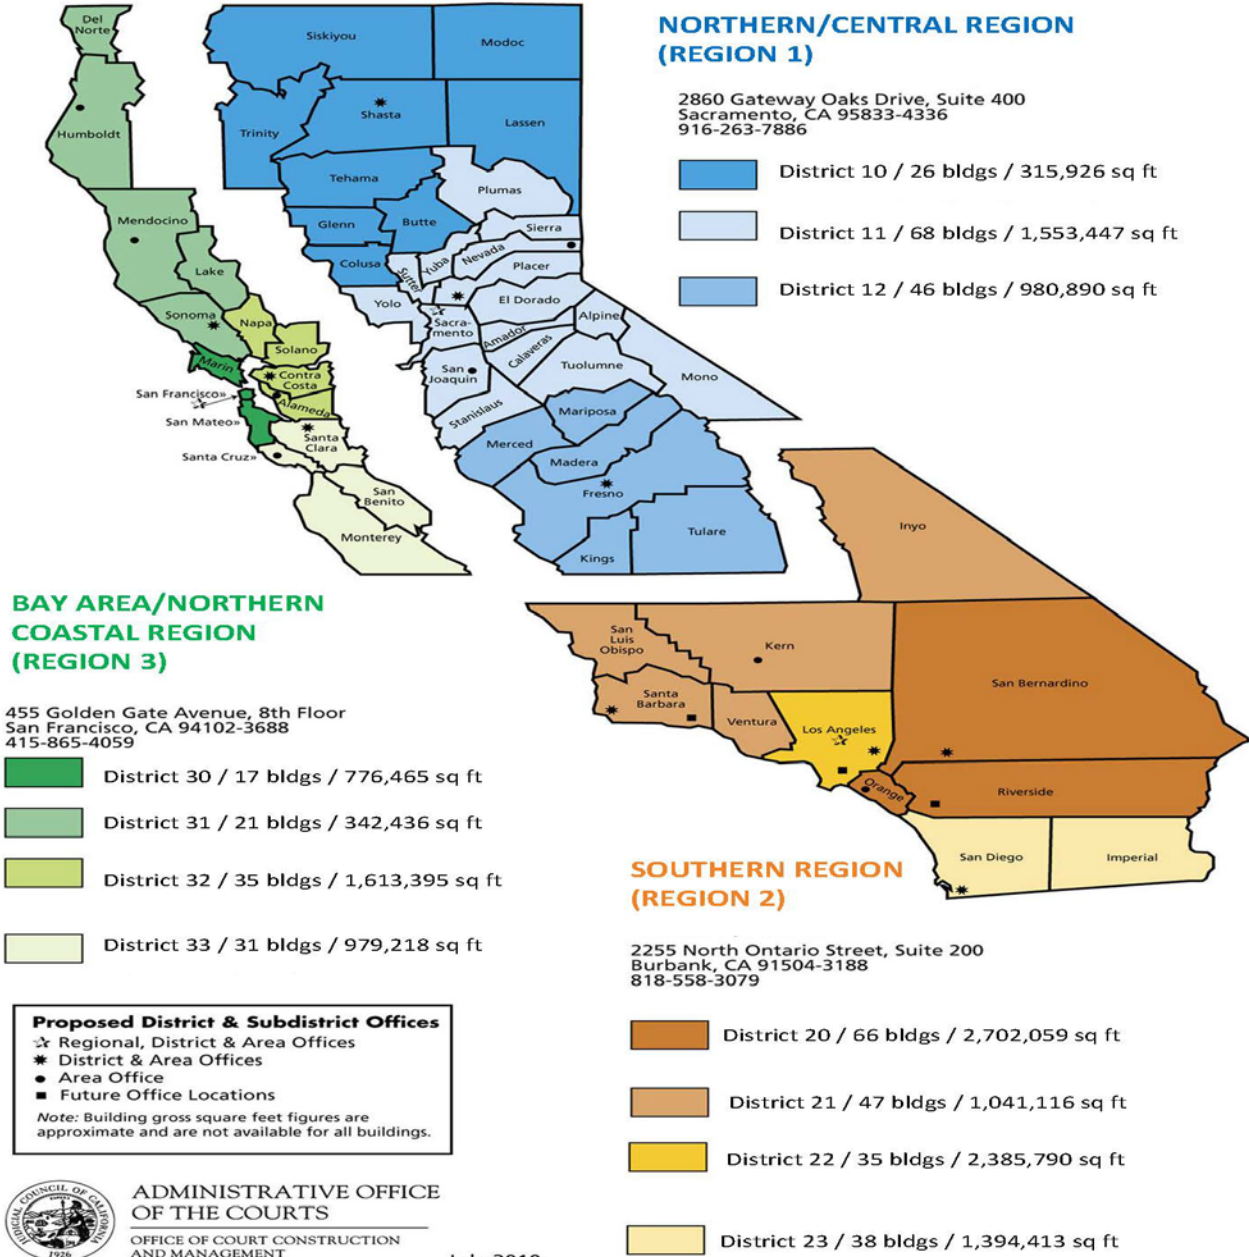 NORTHERN/CENTRAL REGION
(REGION 1)
2860 Gateway Oaks Drive, Suite 400
Sacramento, CA 95833-4336
916-263-7886
District 10 / 26 bldgs / 315,926 sq ft
District 11 / 68 bldgs / 1,553,447 sq ft
District 12 / 46 bldgs / 980,890 sq ft
Del
Norte
Humboldt
Mendocino
Lake
Sonoma
Napa
Solano
Marin
Contra
Costa
Alameda
San Francisco»
San Mateo»
Santa Cruz»
Santa
Clara
San
Benito
Monterey
Siskiyou
Modoc
Trinity
Shasta
Lassen
Tehama
Plumas
Glenn
Butte
Sierra
Colusa
Sutter
Yuba
Nevada
Placer
Yolo
El Dorado
Sacra-
mento
Amador
Alpine
Calaveras
San
Joaquin
Tuolumne
Mono
Stanislaus
Mariposa
Merced
Madera
Fresno
Tulare
Kings
Inyo
San
Luis
Obispo
Kern
San Bernardino
Santa
Barbara
Ventura
Los Angeles
Orange
Riverside
San Diego
Imperial
BAY AREA/NORTHERN
COASTAL REGION
(REGION 3)
455 Golden Gate Avenue, 8th Floor
San Francisco, CA 94102-3688
415-865-4059
District 30 / 17 bldgs / 776,465 sq ft
District 31 / 21 bldgs / 342,436 sq ft
District 32 / 35 bldgs / 1,613,395 sq ft
District 33 / 31 bldgs / 979,218 sq ft
SOUTHERN REGION
(REGION 2)
2255 North Ontario Street, Suite 200
Burbank, CA 91504-3188
818-558-3079
District 20 / 66 bldgs / 2,702,059 sq ft
District 21 / 47 bldgs / 1,041,116 sq ft
District 22 / 35 bldgs / 2,385,790 sq ft
District 23 / 38 bldgs / 1,394,413 sq ft
Proposed District & Subdistrict Offices
Regional, District & Area Offices
District & Area Offices
Area Office
Future Office Locations
Note: Building gross square feet figures are
approximate and are not available for all buildings.
JUDICIAL COUNCIL OF CALIFORNIA
1926
ADMINISTRATIVE OFFICE
OF THE COURTS
OFFICE OF COURT CONSTRUCTION
AND MANAGEMENT